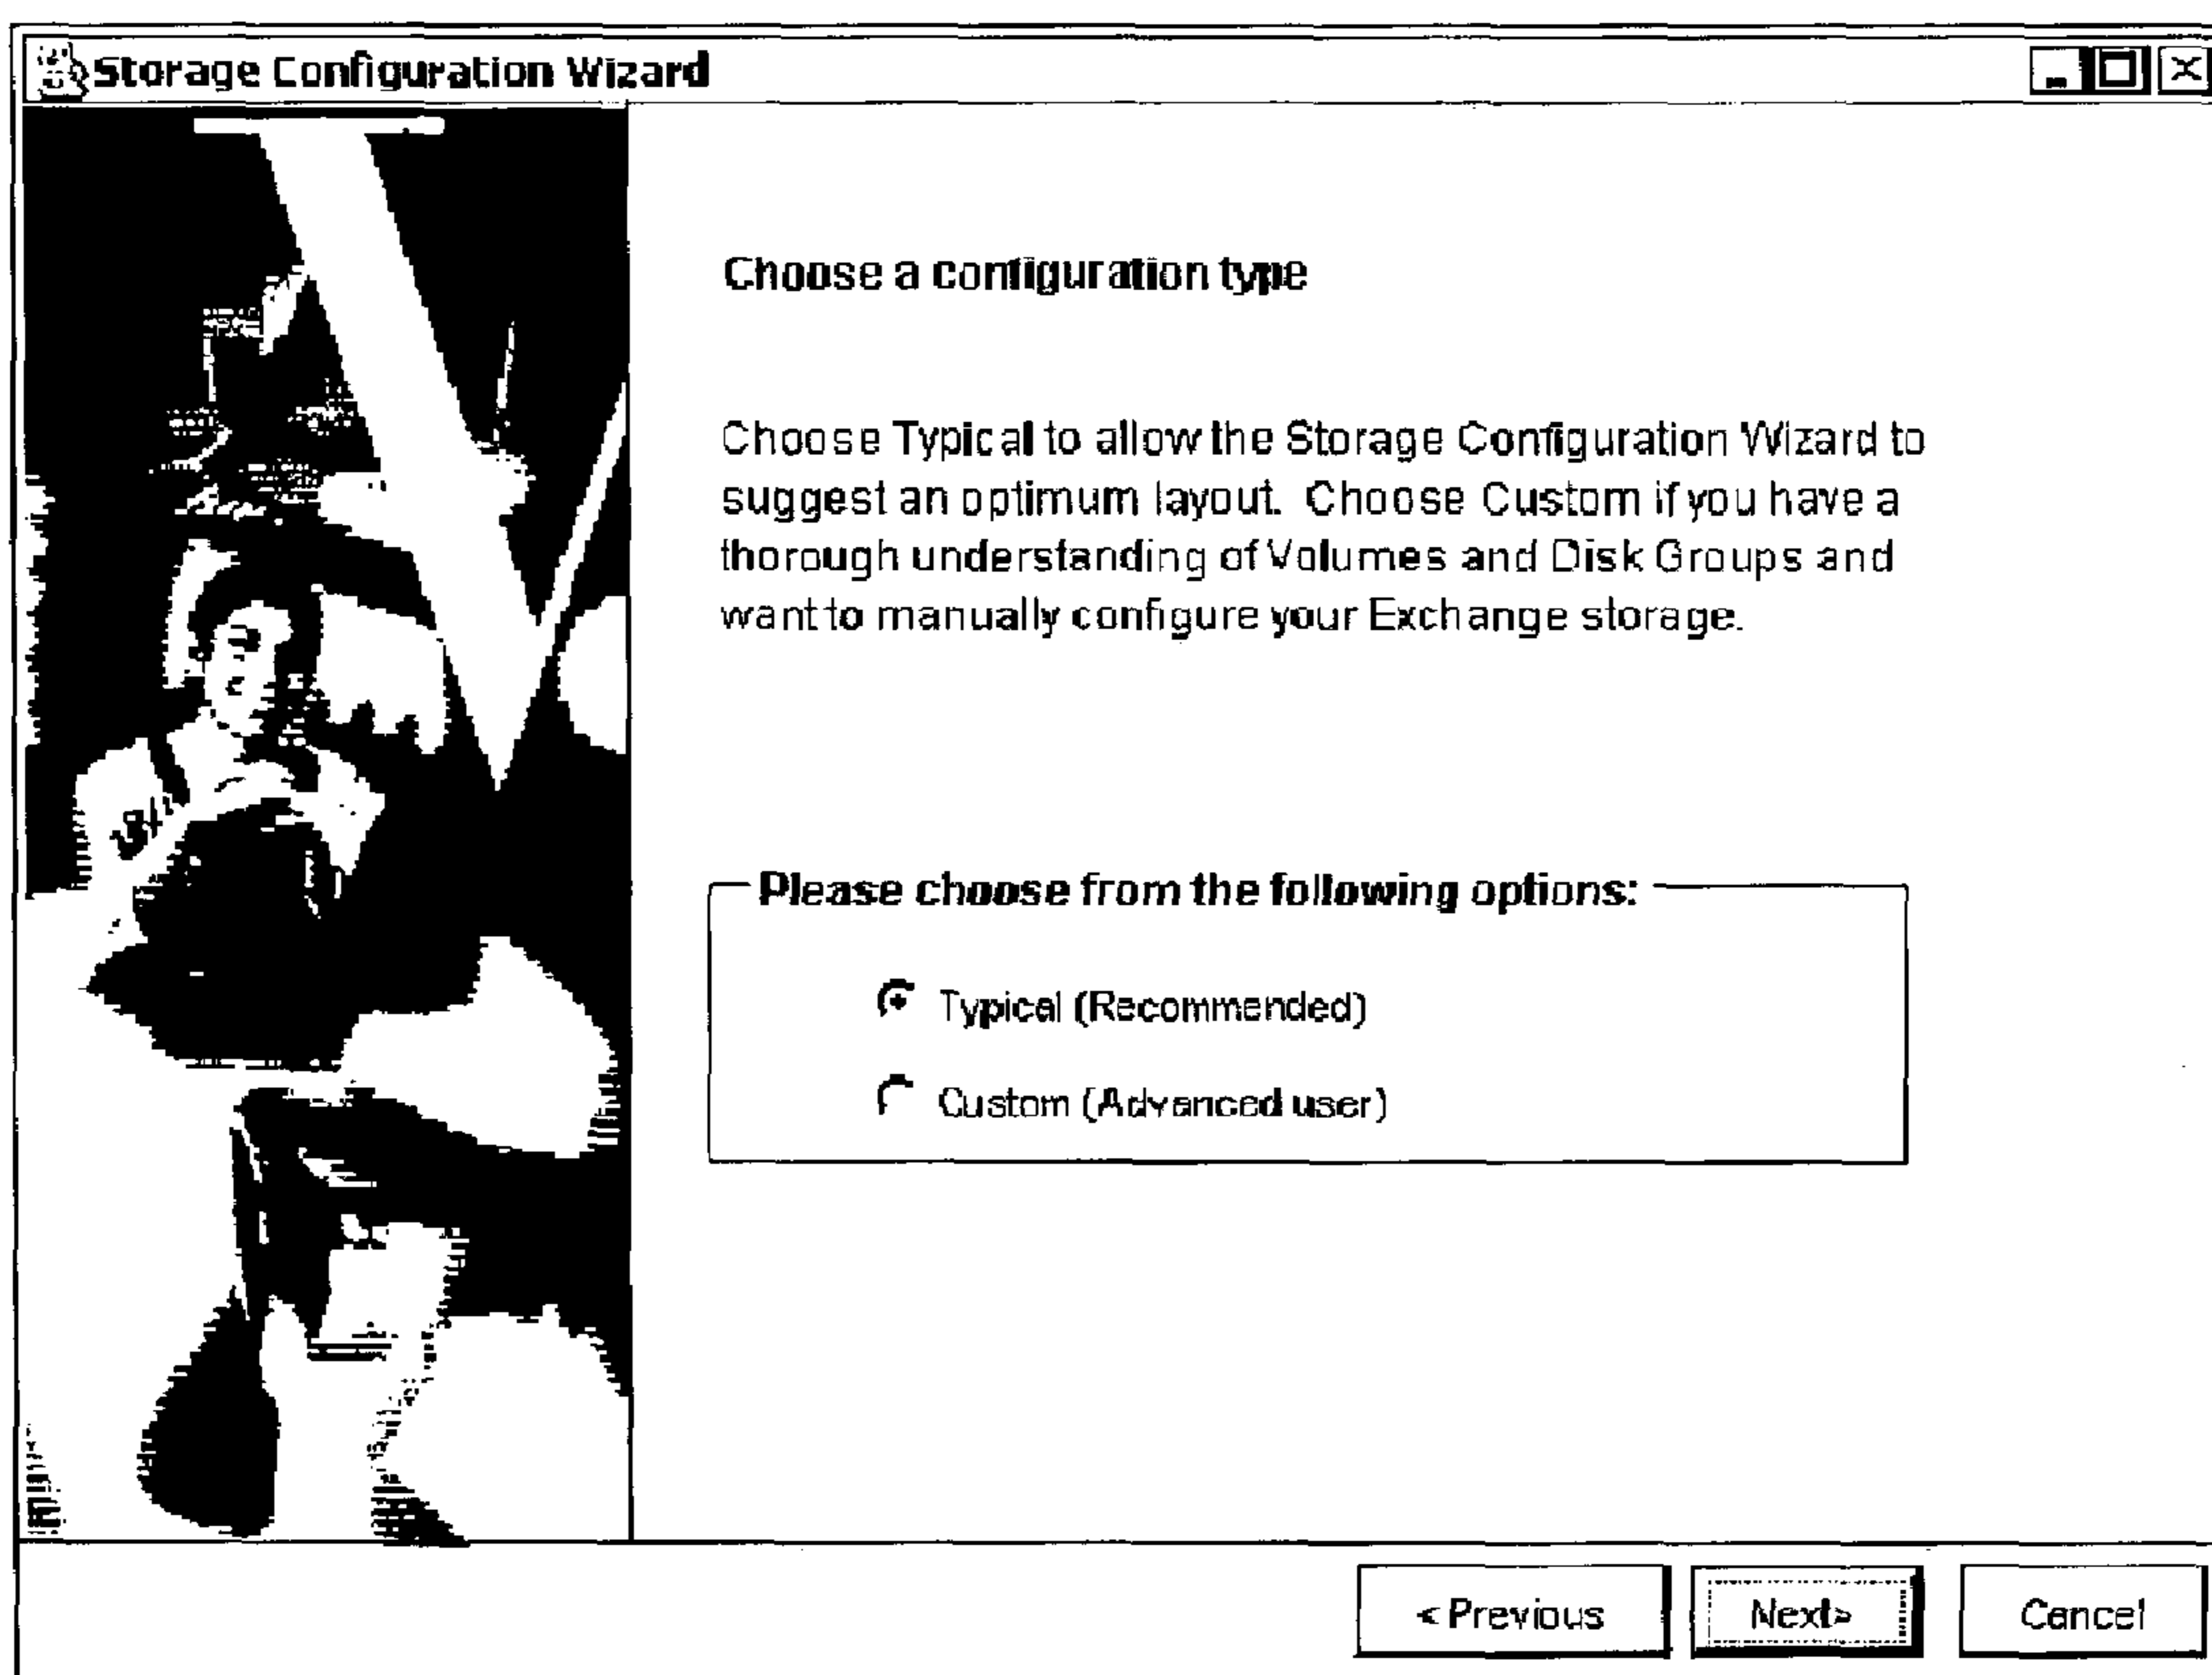 Storage Configuration Wizard
Choose a configuration type
Choose Typical to allow the Storage Configuration Wizard to
suggest an optimum layout. Choose Custom if you have a
thorough understanding of Volumes and Disk Groups and
want to manually configure your Exchange storage.
Please choose from the following options:
Typical (Recommended)
Custom (Advanced user)
< Previous
Next>
Cancel